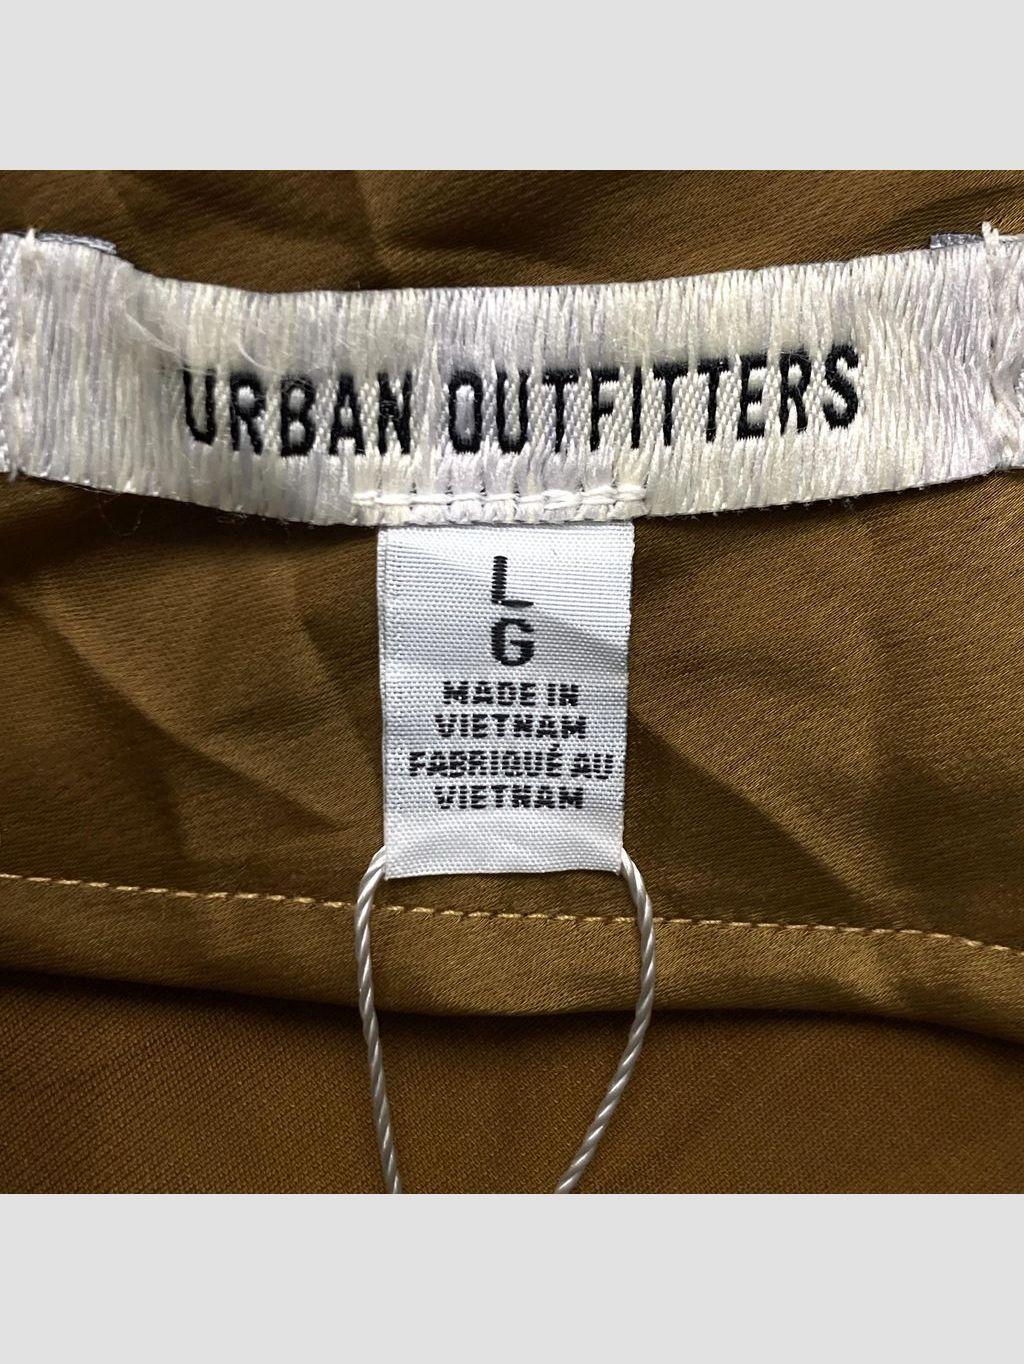 URBAN OUTFITTERS
L
G
MADE IN
VIETNAM
FABRIQUÉ AU
VIETNAM